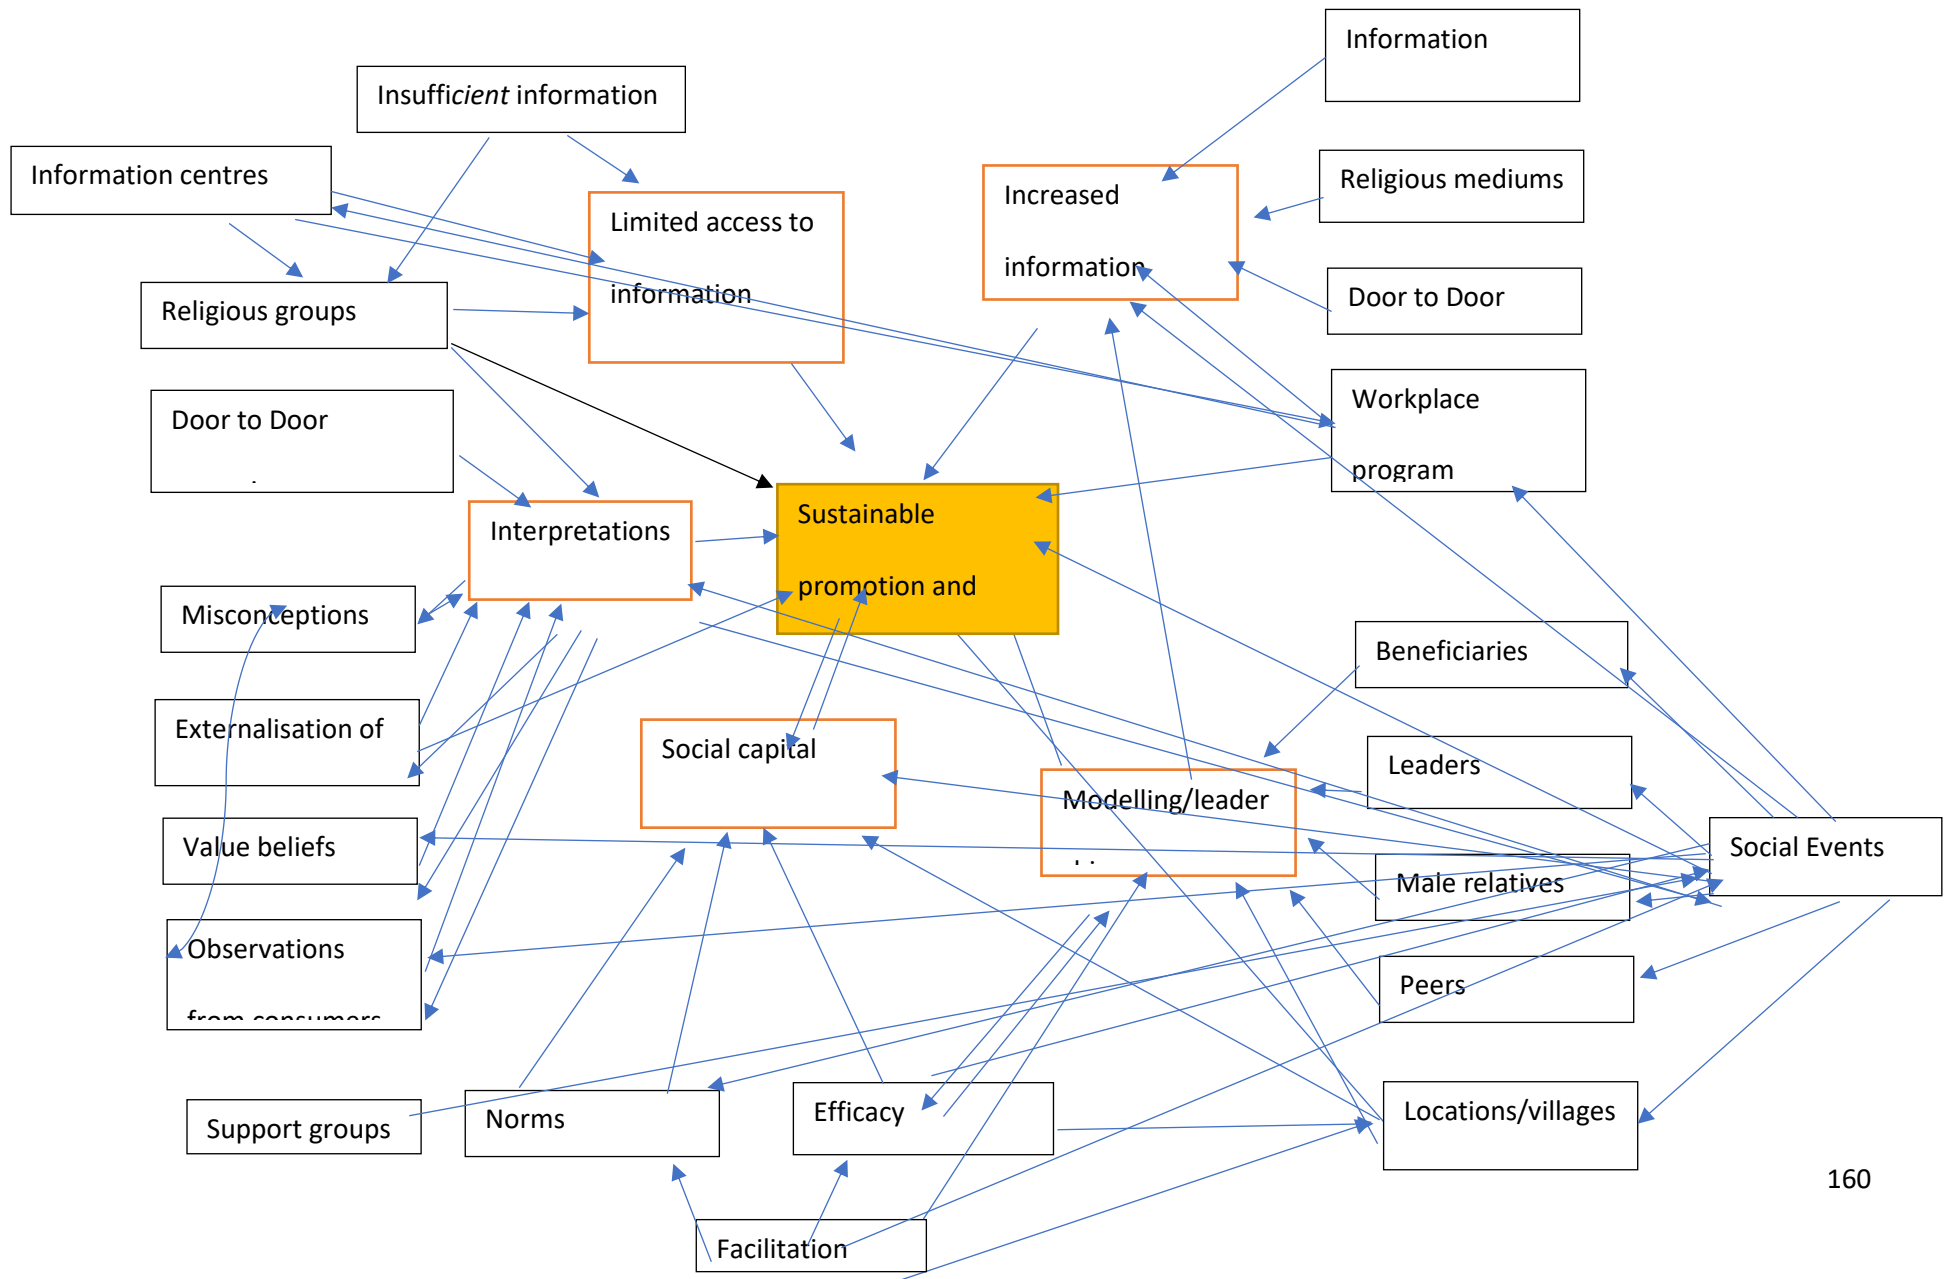 Information
Insufficient information
Information centres
Religious mediums
Increased
information
Limited access to
information
Religious groups
Door to Door
Door to Door
Workplace
program
Interpretations
Sustainable
promotion and
Misconceptions
Beneficiaries
Externalisation of
Social capital
Leaders
Modelling/leader
Value beliefs
Social Events
Male relatives
Observations
from consumers
Peers
Support groups
Norms
Efficacy
Locations/villages
160
Facilitation